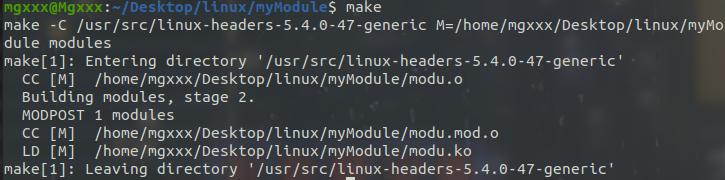 mgxxx@Mgxxx:~/Desktop/linux/myModule$ make
make -C /usr/src/linux-headers-5.4.0-47-generic M=/home/mgxxx/Desktop/linux/myMo
dule modules
make[1]: Entering directory '/usr/src/linux-headers-5.4.0-47-generic'
  CC [M]  /home/mgxxx/Desktop/linux/myModule/modu.o
  Building modules, stage 2.
  MODPOST 1 modules
  CC [M]  /home/mgxxx/Desktop/linux/myModule/modu.mod.o
  LD [M]  /home/mgxxx/Desktop/linux/myModule/modu.ko
make[1]: Leaving directory '/usr/src/linux-headers-5.4.0-47-generic'